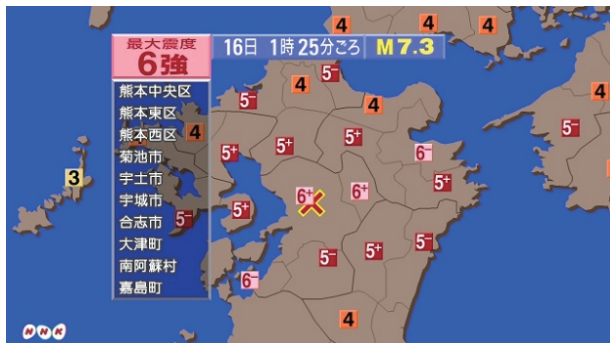 最大震度
6強
16日 1時25分ごろ M7.3
熊本中央区
熊本東区
熊本西区
菊池市
宇土市
宇城市
合志市
大津町
南阿蘇村
嘉島町
4
4
4
5-
4
5-
4
4
4
5-
5+
5+
5+
6-
3
6+
6+
5+
5-
5+
5-
5+
5-
6-
4
NHK